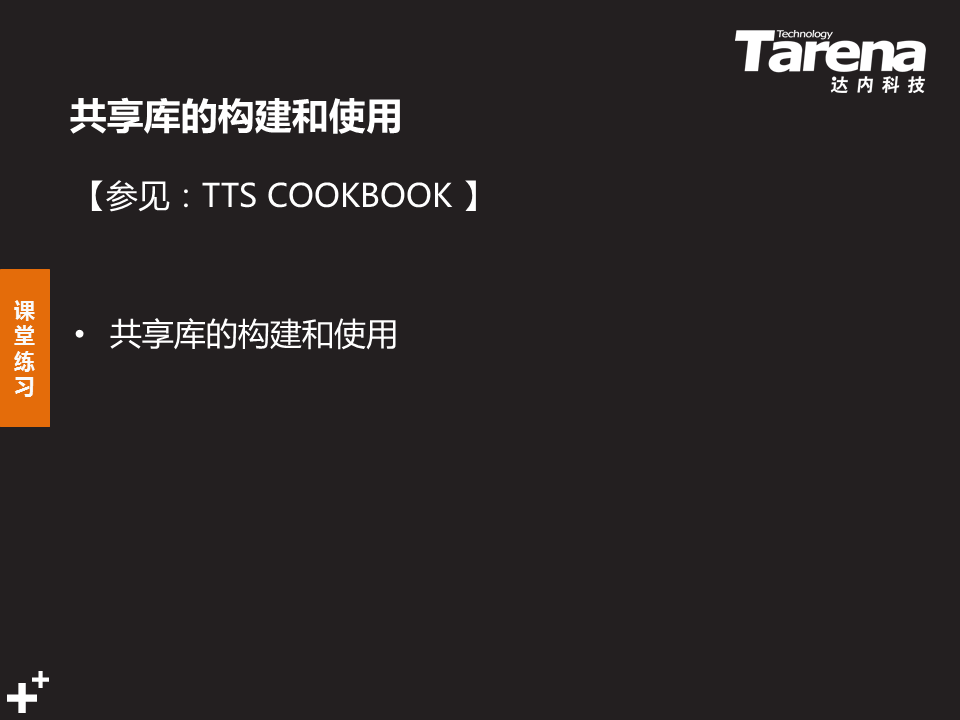 Technology
Tarena
达内科技
共享库的构建和使用
【参见：TTS COOKBOOK 】
课堂练习
• 共享库的构建和使用